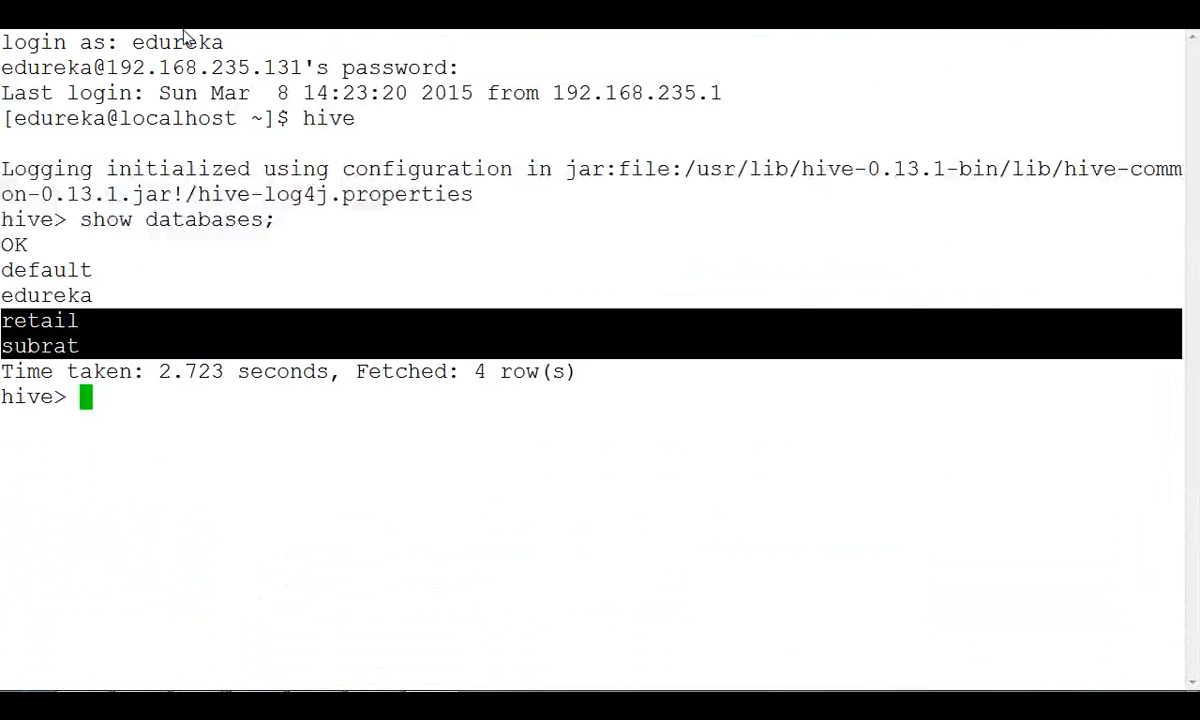 login as: edureka
edureka@192.168.235.131's password:
Last login: Sun Mar  8 14:23:20 2015 from 192.168.235.1
[edureka@localhost ~]$ hive
Logging initialized using configuration in jar:file:/usr/lib/hive-0.13.1-bin/lib/hive-comm
on-0.13.1.jar!/hive-log4j.properties
hive> show databases;
OK
default
edureka
retail
subrat
Time taken: 2.723 seconds, Fetched: 4 row(s)
hive>